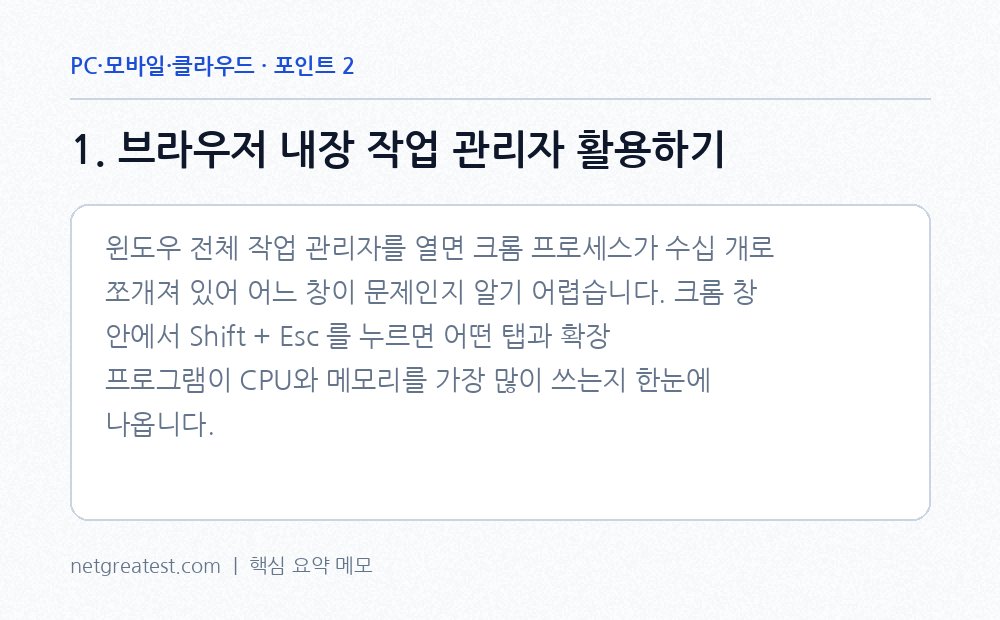 PC·모바일·클라우드 · 포인트 2
1. 브라우저 내장 작업 관리자 활용하기
윈도우 전체 작업 관리자를 열면 크롬 프로세스가 수십 개로
쪼개져 있어 어느 창이 문제인지 알기 어렵습니다. 크롬 창
안에서 Shift + Esc 를 누르면 어떤 탭과 확장
프로그램이 CPU와 메모리를 가장 많이 쓰는지 한눈에
나옵니다.
netgreatest.com | 핵심 요약 메모